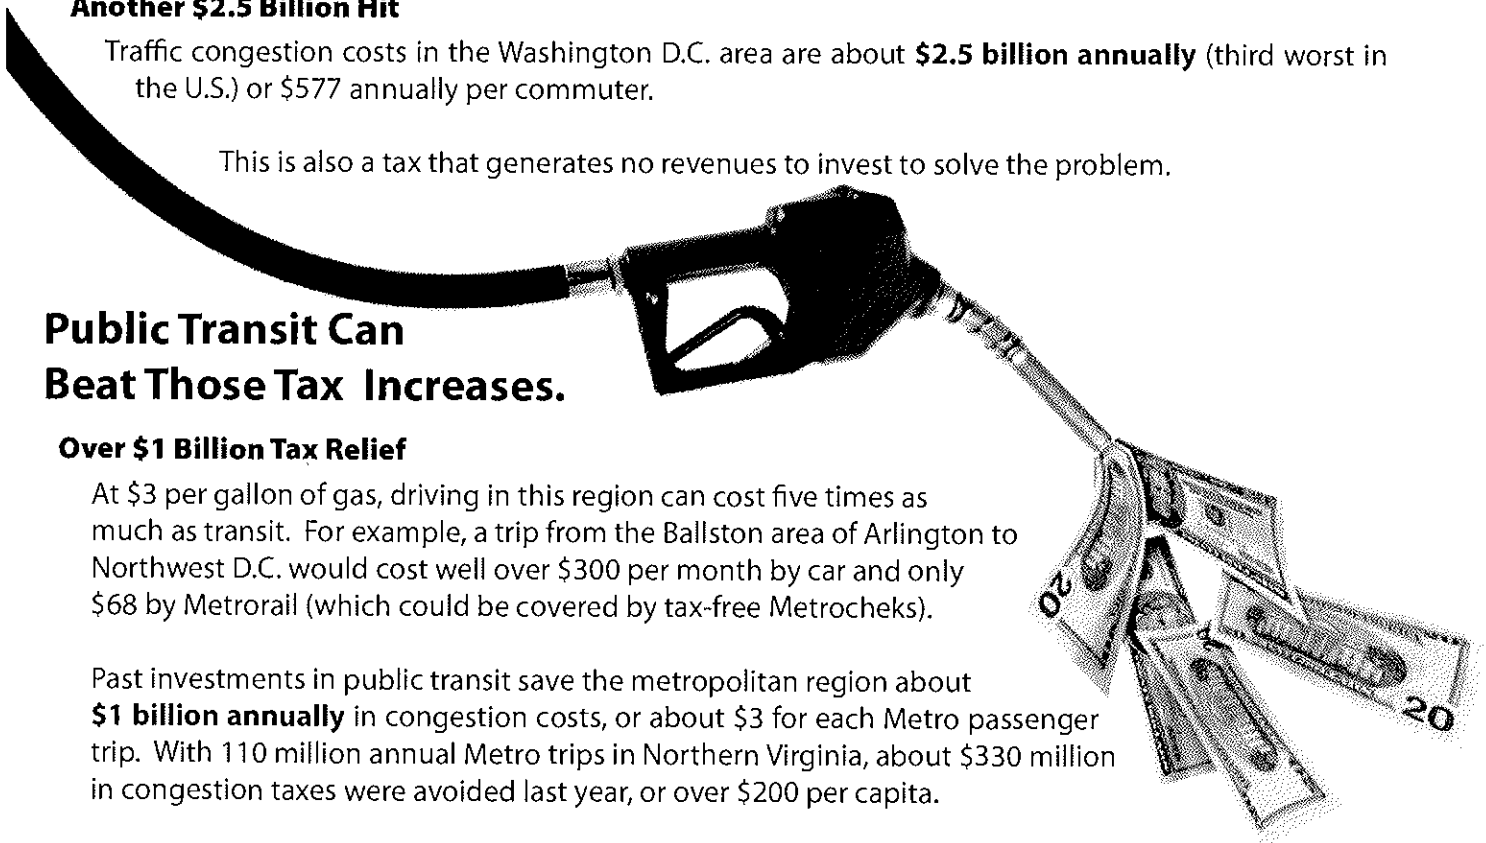 Another $2.5 Billion Hit
Traffic congestion costs in the Washington D.C. area are about $2.5 billion annually (third worst in
the U.S.) or $577 annually per commuter.
This is also a tax that generates no revenues to invest to solve the problem.
Public Transit Can
Beat Those Tax Increases.
Over $1 Billion Tax Relief
At $3 per gallon of gas, driving in this region can cost five times as
much as transit. For example, a trip from the Ballston area of Arlington to
Northwest D.C. would cost well over $300 per month by car and only
$68 by Metrorail (which could be covered by tax-free Metrocheks).
Past investments in public transit save the metropolitan region about
$1 billion annually in congestion costs, or about $3 for each Metro passenger
trip. With 110 million annual Metro trips in Northern Virginia, about $330 million
in congestion taxes were avoided last year, or over $200 per capita.
20
20